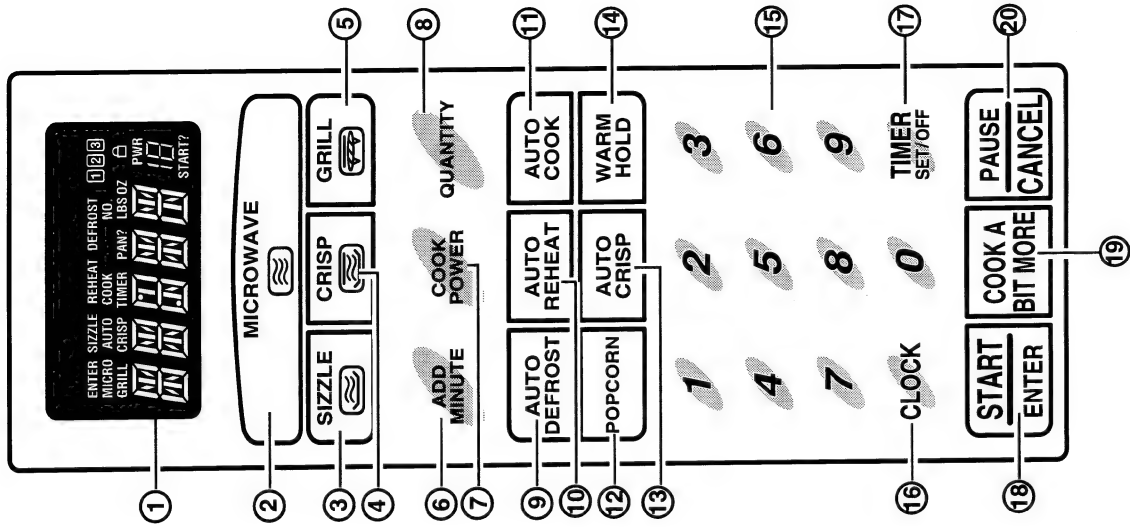 ① ENTER SIZZLE REHEAT DEFROST 1 2 3
MICRO AUTO COOK NO.
GRILL CRISP TIMER PAN? LBS OZ PWR
START?
② MICROWAVE
③ SIZZLE ④ CRISP GRILL ⑤
⑥ ADD MINUTE ⑦ COOK POWER QUANTITY ⑧
⑨ AUTO DEFROST ⑩ AUTO REHEAT AUTO COOK ⑪
⑫ POPCORN ⑬ AUTO CRISP WARM HOLD ⑭
1 2 3
4 5 6 ⑮
7 8 9
⑯ CLOCK 0 TIMER SET/OFF ⑰
⑱ START ENTER ⑲ COOK A BIT MORE PAUSE CANCEL ⑳